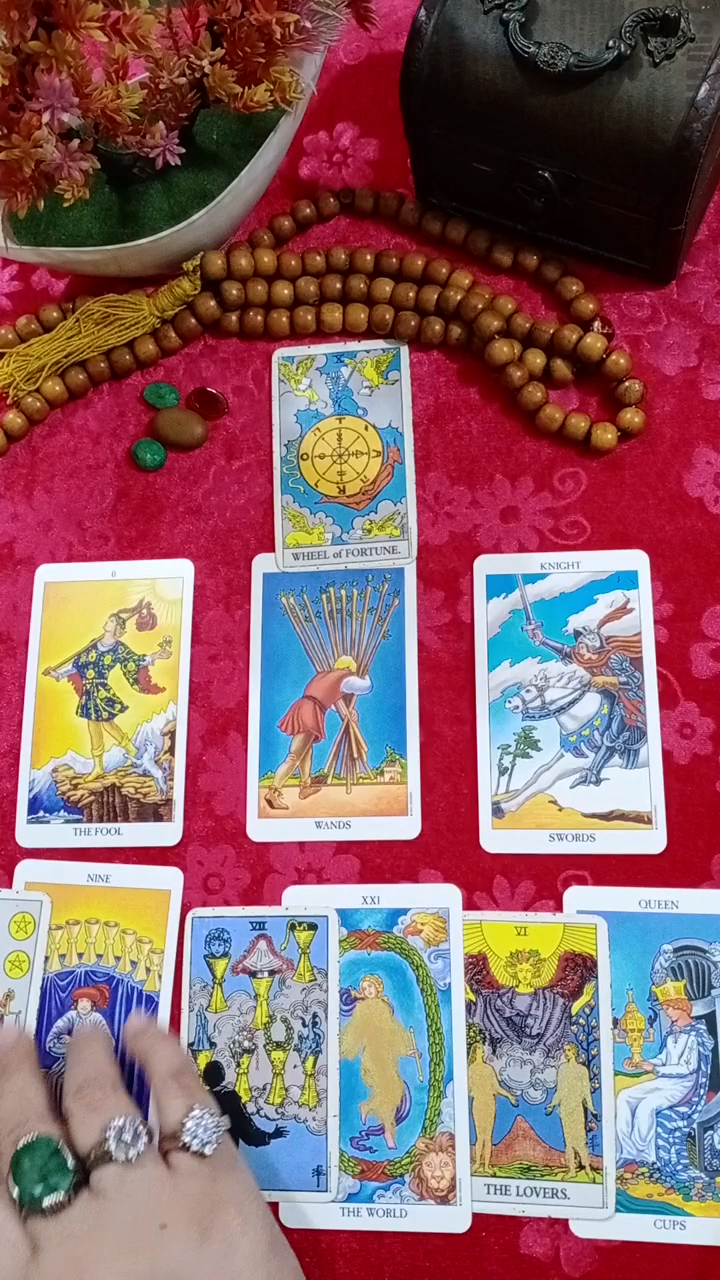 X
T
A
R
O
WHEEL of FORTUNE.
0
THE FOOL
WANDS
KNIGHT
SWORDS
NINE
VII
XXI
THE WORLD
VI
THE LOVERS.
QUEEN
CUPS